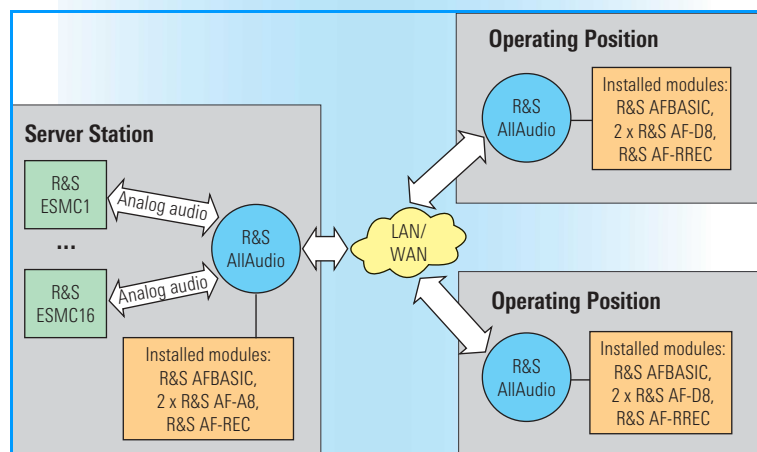 Server Station
R&S
ESMC1
Analog audio
...
R&S
ESMC16
Analog audio
R&S
AllAudio
Installed modules:
R&S AFBASIC,
2 x R&S AF-A8,
R&S AF-REC
LAN/
WAN
Operating Position
R&S
AllAudio
Installed modules:
R&S AFBASIC,
2 x R&S AF-D8,
R&S AF-RREC
Operating Position
R&S
AllAudio
Installed modules:
R&S AFBASIC,
2 x R&S AF-D8,
R&S AF-RREC